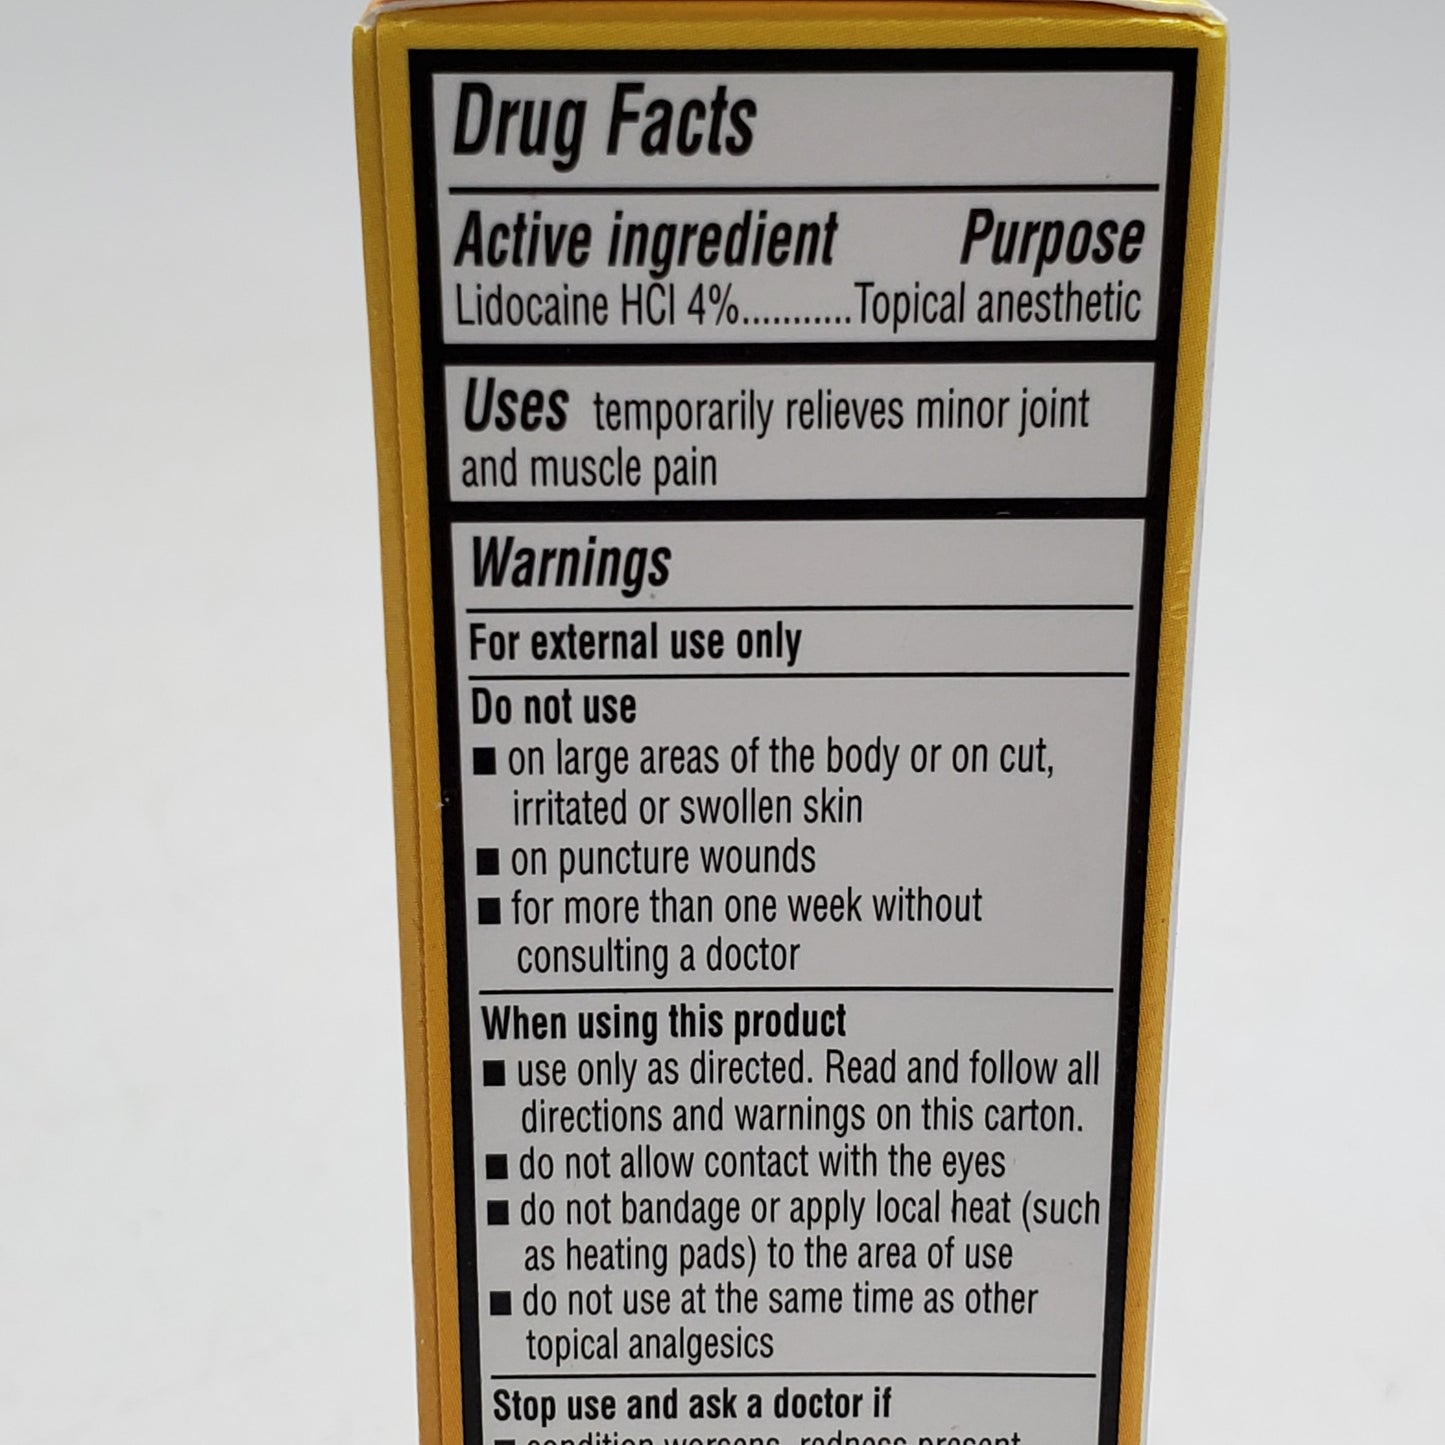 Drug Facts
Active ingredient Purpose
Lidocaine HCl 4%...........Topical anesthetic
Uses temporarily relieves minor joint
and muscle pain
Warnings
For external use only
Do not use
■ on large areas of the body or on cut,
irritated or swollen skin
■ on puncture wounds
■ for more than one week without
consulting a doctor
When using this product
■ use only as directed. Read and follow all
directions and warnings on this carton.
■ do not allow contact with the eyes
■ do not bandage or apply local heat (such
as heating pads) to the area of use
■ do not use at the same time as other
topical analgesics
Stop use and ask a doctor if
■ condition worsens, redness present